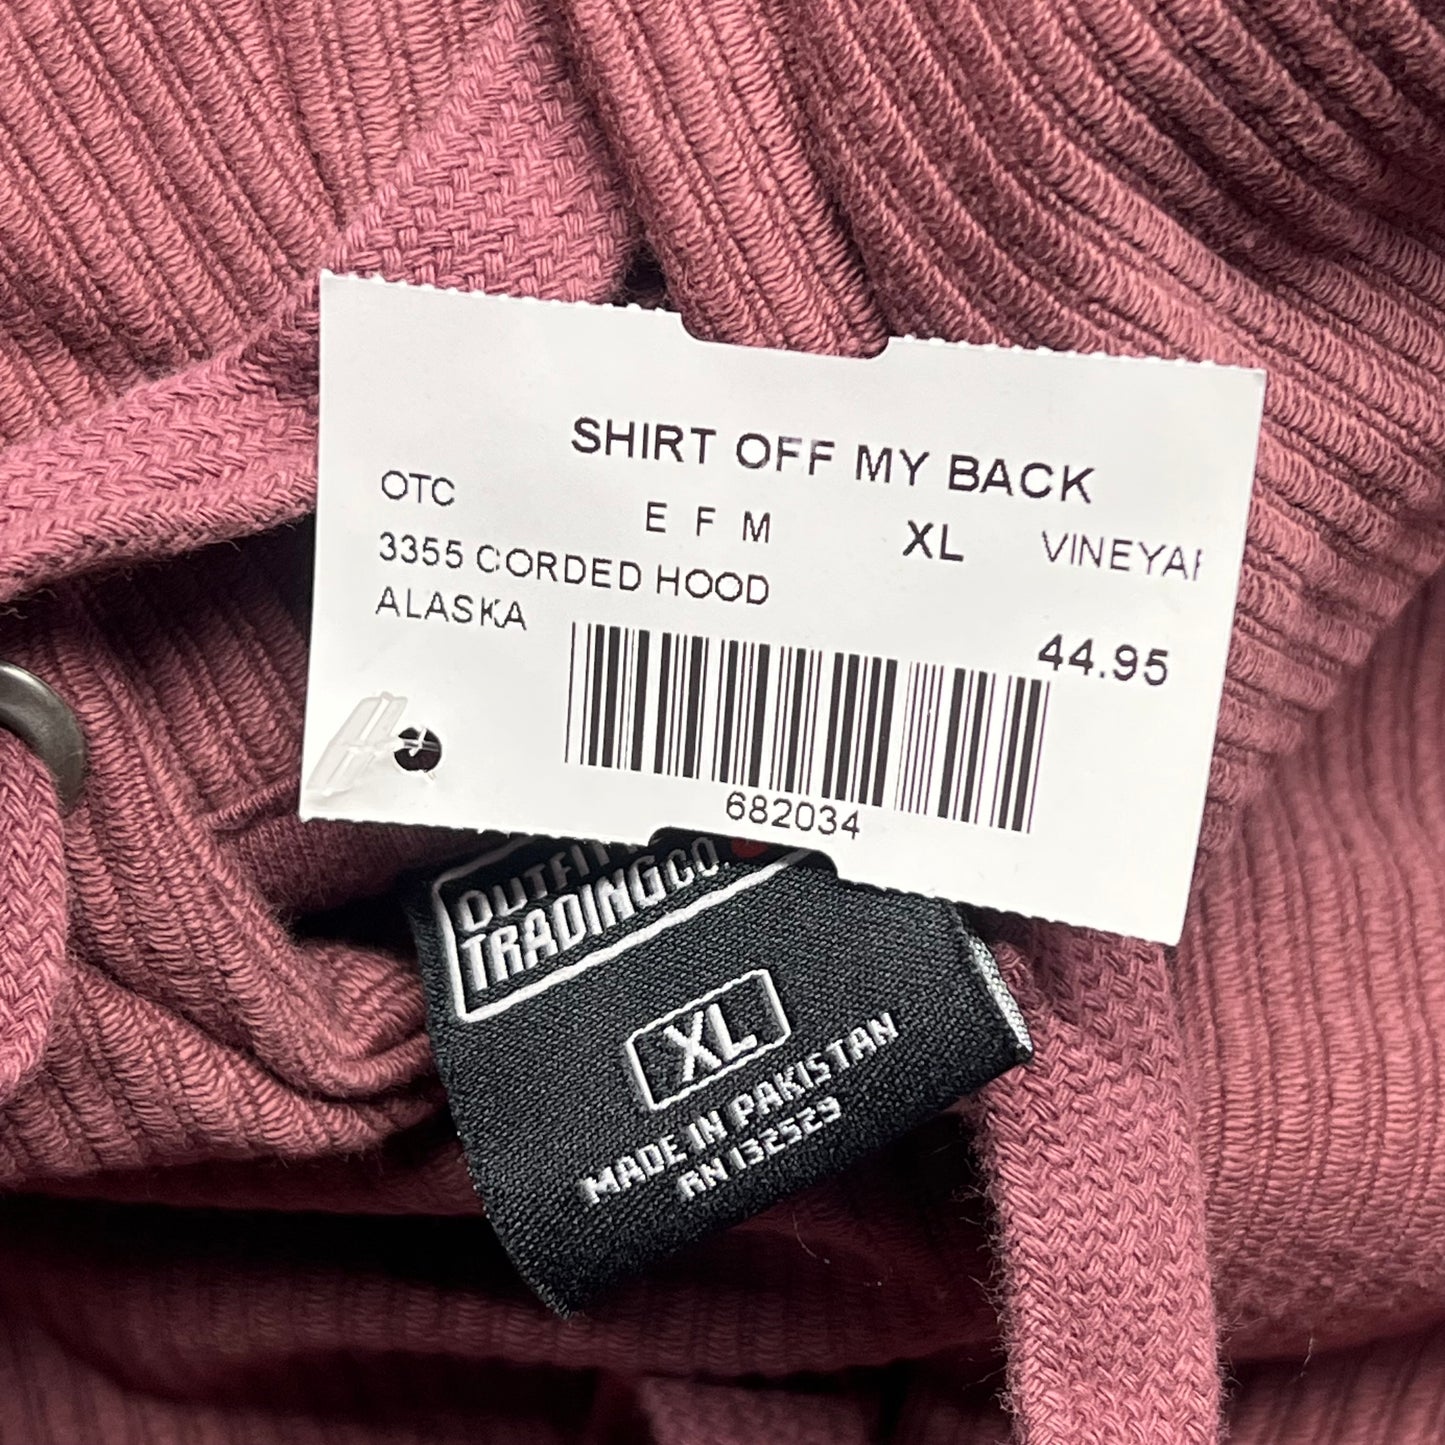 SHIRT OFF MY BACK
OTC E F M XL
3355 CORDED HOOD
ALASKA
44.95
682034
TRADING CO.
XL
MADE IN PAKISTAN
RN 132529